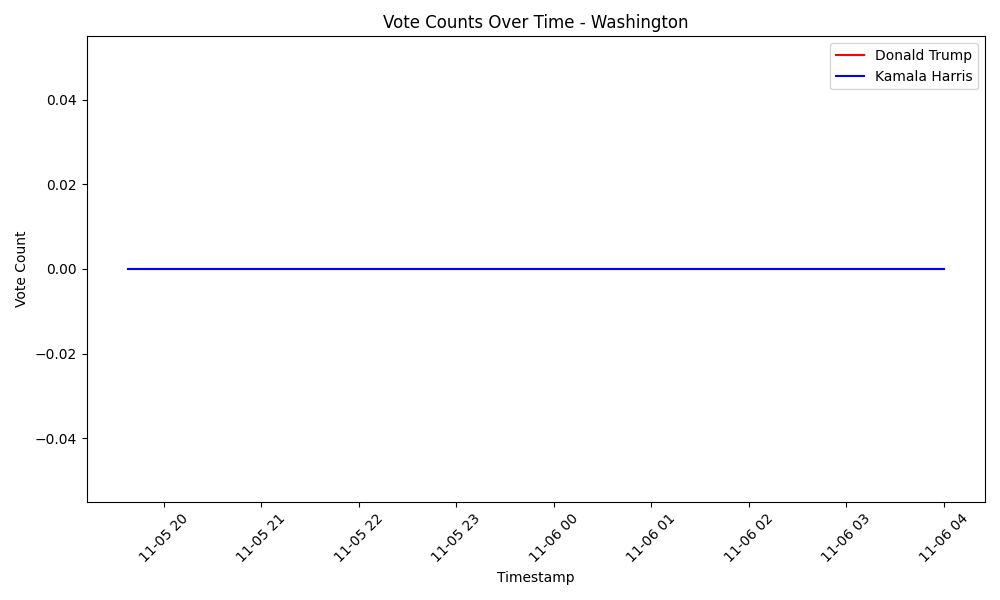 Vote Counts Over Time - Washington
Donald Trump
Kamala Harris
Vote Count
0.04
0.02
0.00
−0.02
−0.04
11-05 20
11-05 21
11-05 22
11-05 23
11-06 00
11-06 01
11-06 02
11-06 03
11-06 04
Timestamp